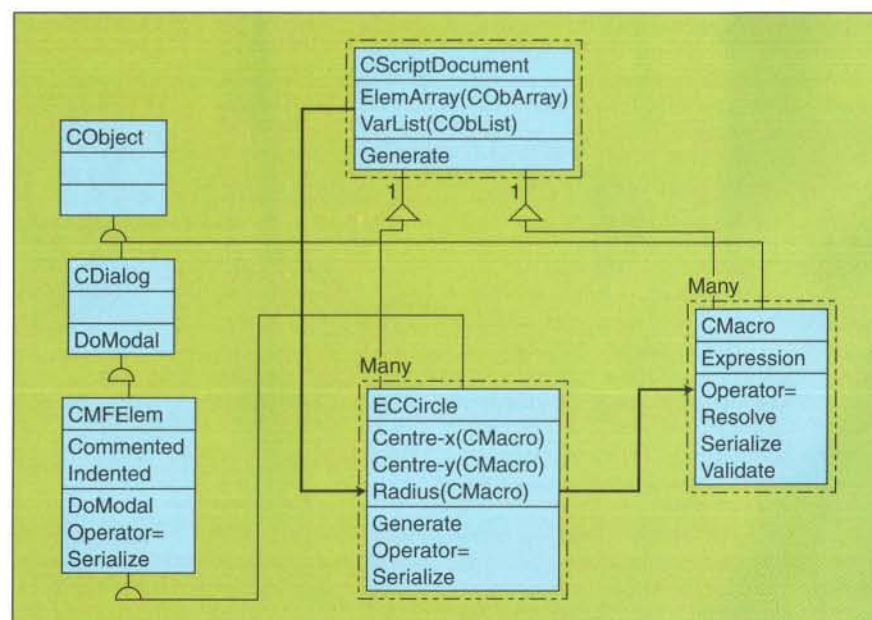 CScriptDocument
ElemArray(CObArray)
VarList(CObList)
Generate
1
1
CObject
CDialog
DoModal
CMFElem
Commented
Indented
DoModal
Operator=
Serialize
Many
ECCircle
Centre-x(CMacro)
Centre-y(CMacro)
Radius(CMacro)
Generate
Operator=
Serialize
Many
CMacro
Expression
Operator=
Resolve
Serialize
Validate